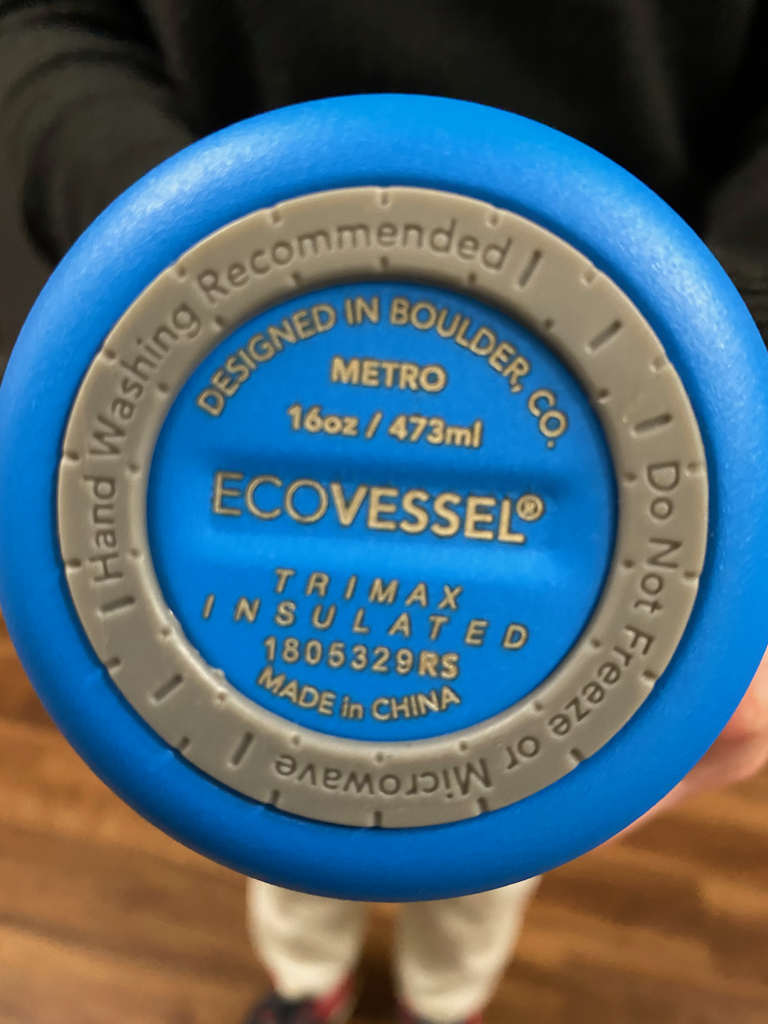 Hand Washing Recommended
Do Not Freeze or Microwave
DESIGNED IN BOULDER, CO.
METRO
16oz / 473ml
ECOVESSEL®
TRIMAX
INSULATED
1805329RS
MADE in CHINA